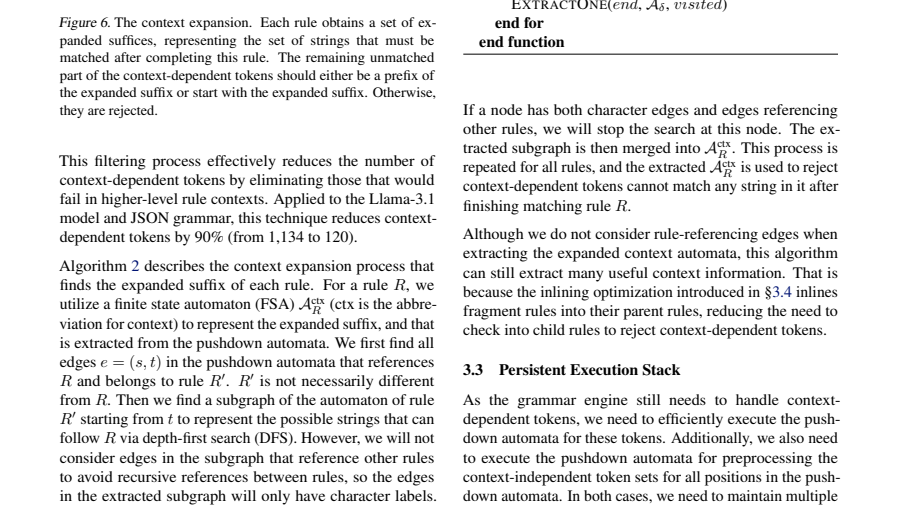 Figure 6. The context expansion. Each rule obtains a set of ex-
panded suffices, representing the set of strings that must be
matched after completing this rule. The remaining unmatched
part of the context-dependent tokens should either be a prefix of
the expanded suffix or start with the expanded suffix. Otherwise,
they are rejected.
This filtering process effectively reduces the number of
context-dependent tokens by eliminating those that would
fail in higher-level rule contexts. Applied to the Llama-3.1
model and JSON grammar, this technique reduces context-
dependent tokens by 90% (from 1,134 to 120).
Algorithm 2 describes the context expansion process that
finds the expanded suffix of each rule. For a rule R, we
utilize a finite state automaton (FSA) 𝒜_R^ctx (ctx is the abbre-
viation for context) to represent the expanded suffix, and that
is extracted from the pushdown automata. We first find all
edges e = (s, t) in the pushdown automata that references
R and belongs to rule R′. R′ is not necessarily different
from R. Then we find a subgraph of the automaton of rule
R′ starting from t to represent the possible strings that can
follow R via depth-first search (DFS). However, we will not
consider edges in the subgraph that reference other rules
to avoid recursive references between rules, so the edges
in the extracted subgraph will only have character labels.
EXTRACTONE(end, 𝒜_δ, visited)
end for
end function
If a node has both character edges and edges referencing
other rules, we will stop the search at this node. The ex-
tracted subgraph is then merged into 𝒜_R^ctx. This process is
repeated for all rules, and the extracted 𝒜_R^ctx is used to reject
context-dependent tokens cannot match any string in it after
finishing matching rule R.
Although we do not consider rule-referencing edges when
extracting the expanded context automata, this algorithm
can still extract many useful context information. That is
because the inlining optimization introduced in §3.4 inlines
fragment rules into their parent rules, reducing the need to
check into child rules to reject context-dependent tokens.
3.3 Persistent Execution Stack
As the grammar engine still needs to handle context-
dependent tokens, we need to efficiently execute the push-
down automata for these tokens. Additionally, we also need
to execute the pushdown automata for preprocessing the
context-independent token sets for all positions in the push-
down automata. In both cases, we need to maintain multiple